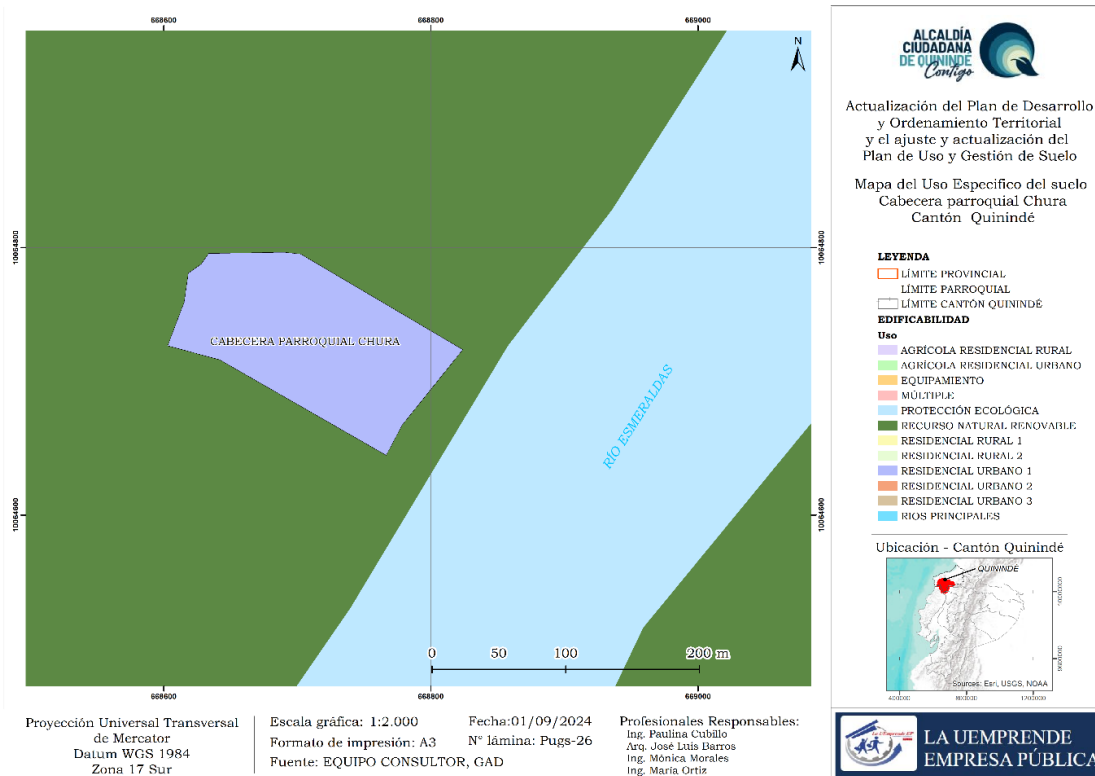 668600
668800
669000
N
10064800
10064800
CABECERA PARROQUIAL CHURA
RÍO ESMERALDAS
10064600
10064600
0 50 100 200 m
668600
668800
669000
ALCALDÍA
CIUDADANA
DE QUININDE
Contigo
Actualización del Plan de Desarrollo
y Ordenamiento Territorial
y el ajuste y actualización del
Plan de Uso y Gestión de Suelo
Mapa del Uso Especifico del suelo
Cabecera parroquial Chura
Cantón Quinindé
LEYENDA
LÍMITE PROVINCIAL
LÍMITE PARROQUIAL
LÍMITE CANTÓN QUININDÉ
EDIFICABILIDAD
Uso
AGRÍCOLA RESIDENCIAL RURAL
AGRÍCOLA RESIDENCIAL URBANO
EQUIPAMIENTO
MÚLTIPLE
PROTECCIÓN ECOLÓGICA
RECURSO NATURAL RENOVABLE
RESIDENCIAL RURAL 1
RESIDENCIAL RURAL 2
RESIDENCIAL URBANO 1
RESIDENCIAL URBANO 2
RESIDENCIAL URBANO 3
RIOS PRINCIPALES
Ubicación - Cantón Quinindé
QUININDÉ
Sources: Esri, USGS, NOAA
400000 800000 1200000
Proyección Universal Transversal
de Mercator
Datum WGS 1984
Zona 17 Sur
Escala gráfica: 1:2.000
Formato de impresión: A3
Fuente: EQUIPO CONSULTOR, GAD
Fecha:01/09/2024
N° lámina: Pugs-26
Profesionales Responsables:
Ing. Paulina Cubillo
Arq. José Luis Barros
Ing. Mónica Morales
Ing. María Ortiz
LA UEMPRENDE
EMPRESA PÚBLICA